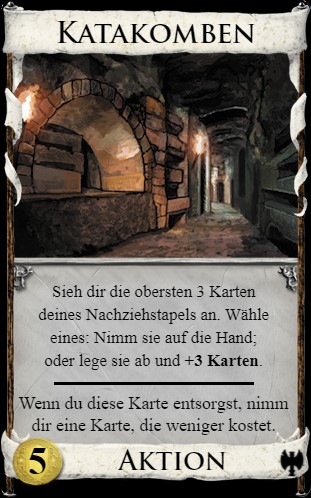 KATAKOMBEN
Sieh dir die obersten 3 Karten
deines Nachziehstapels an. Wähle
eines: Nimm sie auf die Hand;
oder lege sie ab und +3 Karten.
Wenn du diese Karte entsorgst, nimm
dir eine Karte, die weniger kostet.
5 AKTION